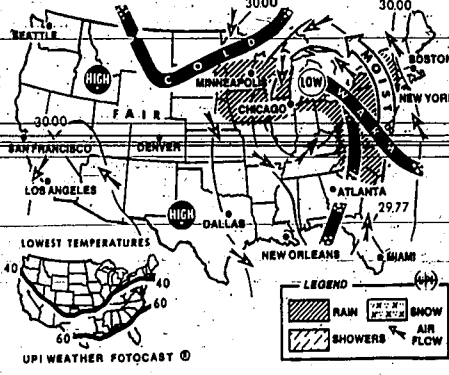 30.00
30.00
SEATTLE
BOSTON
COLD
HIGH
MINNEAPOLIS
LOW
MOIST
CHICAGO
NEW YORK
WARM
FAIR
30.00
SAN FRANCISCO
DENVER
LOS ANGELES
ATLANTA
HIGH
DALLAS
29.77
NEW ORLEANS
MIAMI
LOWEST TEMPERATURES
40
40
60
60
LEGEND
UPI
RAIN
SNOW
SHOWERS
AIR FLOW
UPI WEATHER FOTOCAST ®